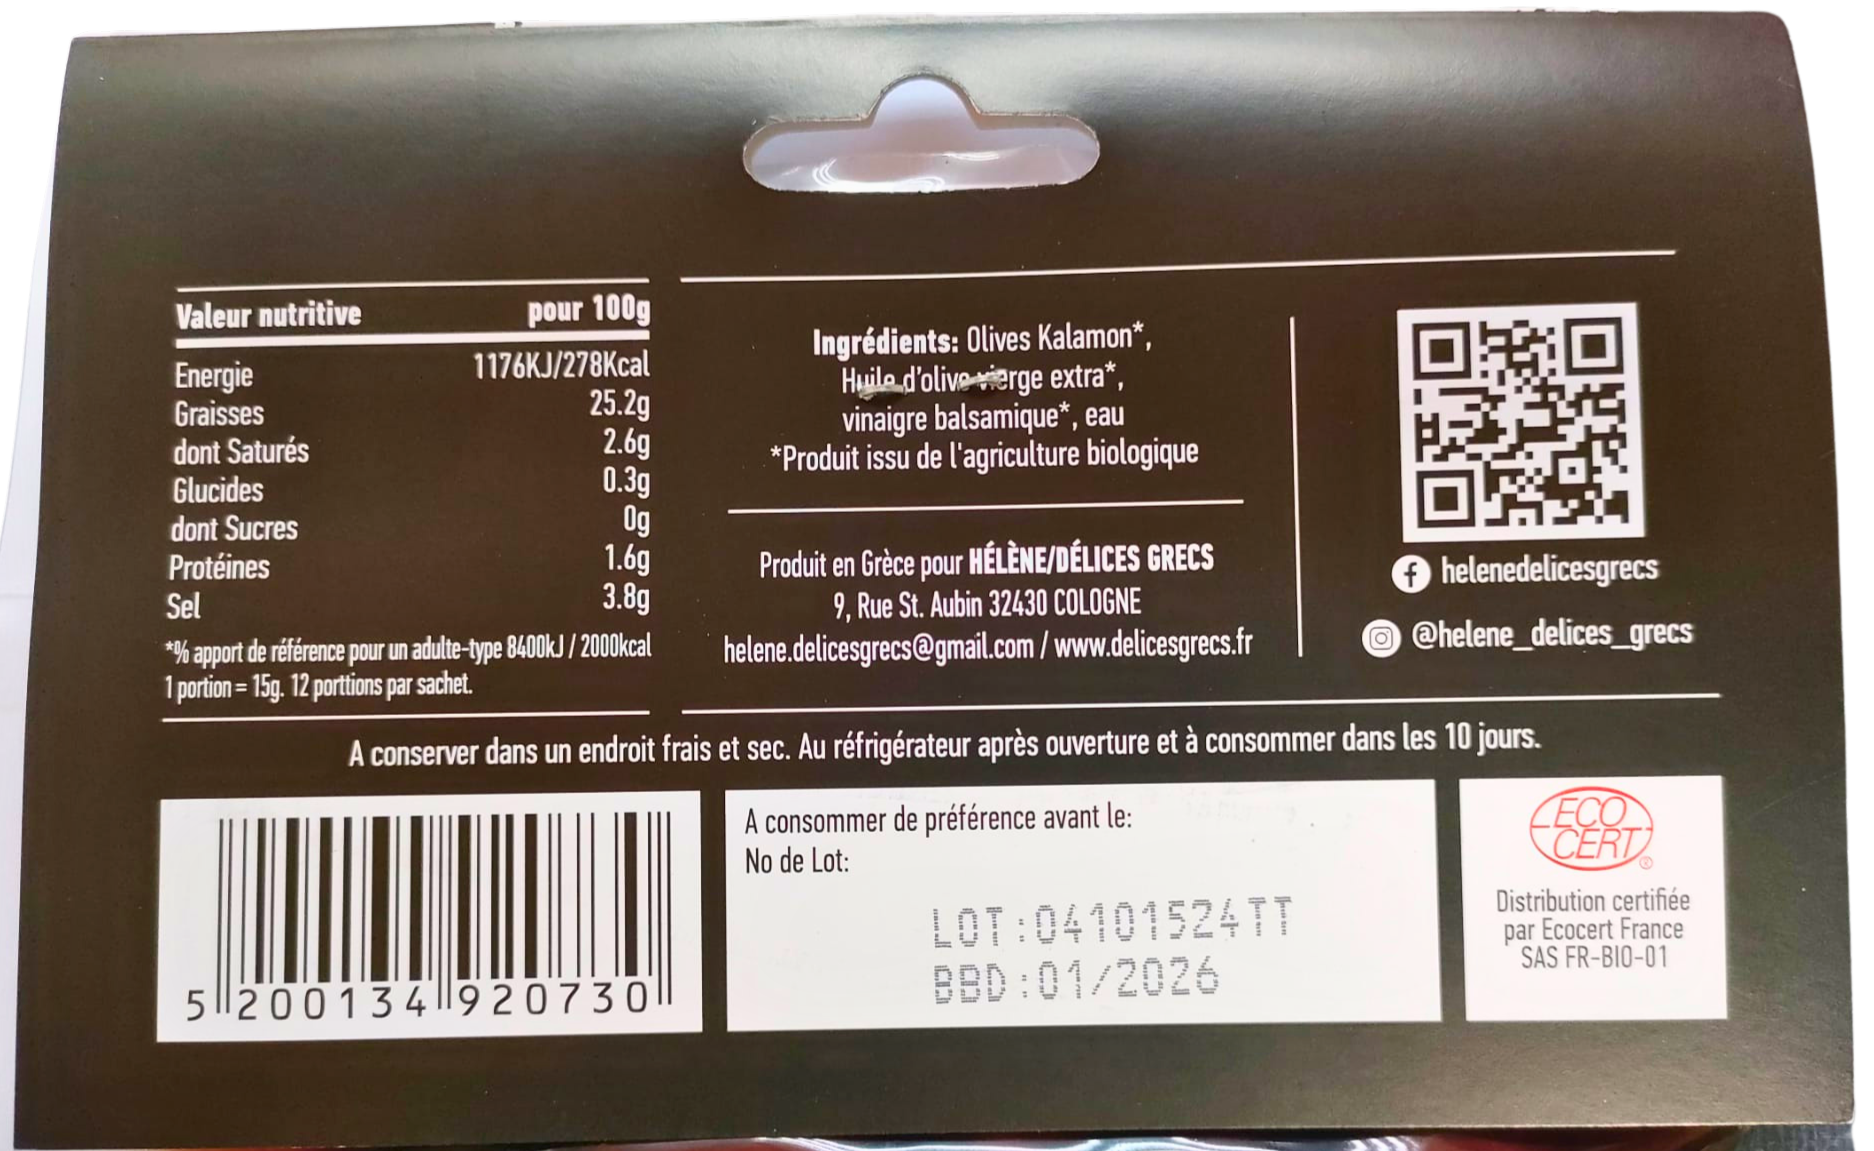 Valeur nutritive pour 100g
Energie 1176KJ/278Kcal
Graisses 25.2g
dont Saturés 2.6g
Glucides 0.3g
dont Sucres 0g
Protéines 1.6g
Sel 3.8g
*% apport de référence pour un adulte-type 8400kJ / 2000kcal
1 portion = 15g. 12 porttions par sachet.
Ingrédients: Olives Kalamon*,
Huile d'olive vierge extra*,
vinaigre balsamique*, eau
*Produit issu de l'agriculture biologique
Produit en Grèce pour HÉLÈNE/DÉLICES GRECS
9, Rue St. Aubin 32430 COLOGNE
helene.delicesgrecs@gmail.com / www.delicesgrecs.fr
helenedelicesgrecs
@helene_delices_grecs
A conserver dans un endroit frais et sec. Au réfrigérateur après ouverture et à consommer dans les 10 jours.
5 200134 920730
A consommer de préférence avant le:
No de Lot:
LOT:04101524TT
BBD:01/2026
ECO
CERT®
Distribution certifiée
par Ecocert France
SAS FR-BIO-01